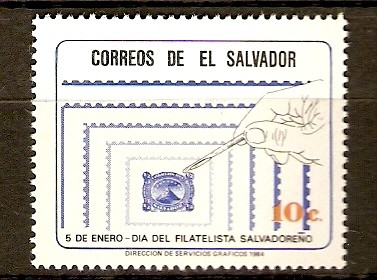 CORREOS DE EL SALVADOR
10c.
5 DE ENERO - DIA DEL FILATELISTA SALVADOREÑO
DIRECCION DE SERVICIOS GRAFICOS 1984